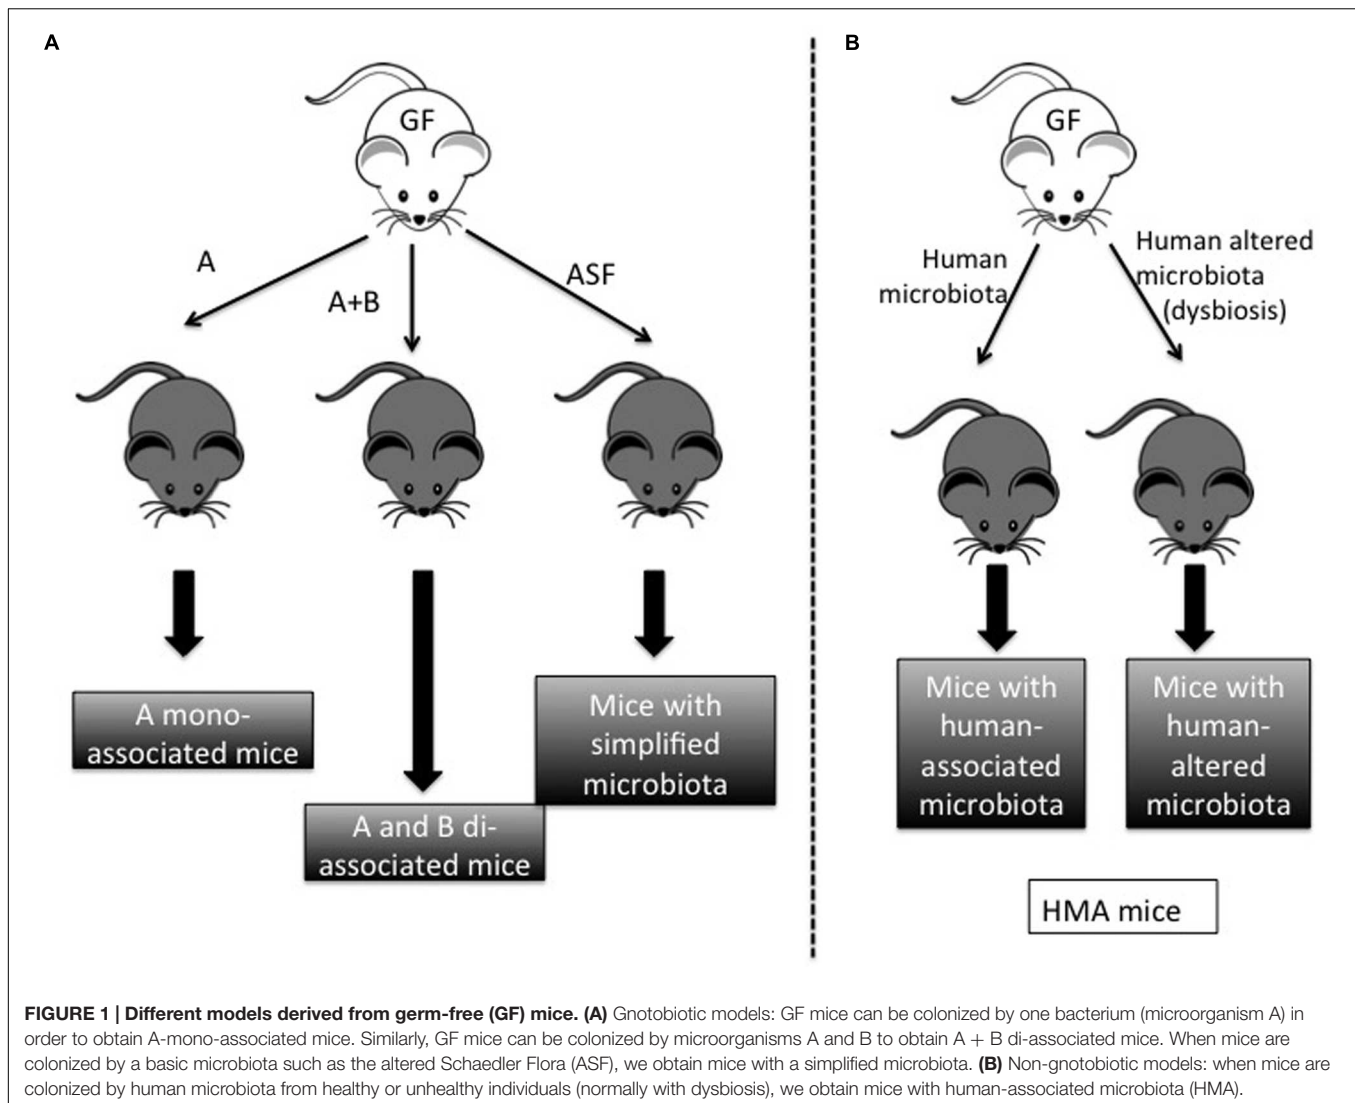 A
GF
A
A+B
ASF
A mono-
associated mice
A and B di-
associated mice
Mice with
simplified
microbiota
B
GF
Human
microbiota
Human altered
microbiota
(dysbiosis)
Mice with
human-
associated
microbiota
Mice with
human-
altered
microbiota
HMA mice
FIGURE 1 | Different models derived from germ-free (GF) mice. (A) Gnotobiotic models: GF mice can be colonized by one bacterium (microorganism A) in
order to obtain A-mono-associated mice. Similarly, GF mice can be colonized by microorganisms A and B to obtain A + B di-associated mice. When mice are
colonized by a basic microbiota such as the altered Schaedler Flora (ASF), we obtain mice with a simplified microbiota. (B) Non-gnotobiotic models: when mice are
colonized by human microbiota from healthy or unhealthy individuals (normally with dysbiosis), we obtain mice with human-associated microbiota (HMA).